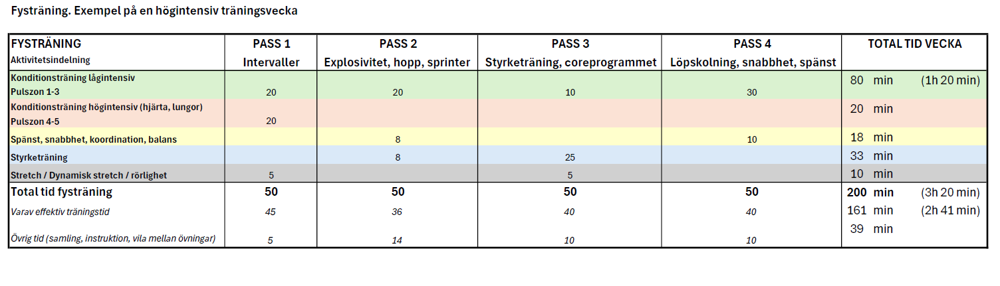 Fysträning. Exempel på en högintensiv träningsvecka
FYSTRÄNING PASS 1 PASS 2 PASS 3 PASS 4 TOTAL TID VECKA
Aktivitetsindelning Intervaller Explosivitet, hopp, sprinter Styrketräning, coreprogrammet Löpskolning, snabbhet, spänst
Konditionsträning lågintensiv
Pulszon 1-3 20 20 10 30 80 min (1h 20 min)
Konditionsträning högintensiv (hjärta, lungor)
Pulszon 4-5 20 20 min
Spänst, snabbhet, koordination, balans 8 10 18 min
Styrketräning 8 25 33 min
Stretch / Dynamisk stretch / rörlighet 5 5 10 min
Total tid fysträning 50 50 50 50 200 min (3h 20 min)
Varav effektiv träningstid 45 36 40 40 161 min (2h 41 min)
Övrig tid (samling, instruktion, vila mellan övningar) 5 14 10 10 39 min